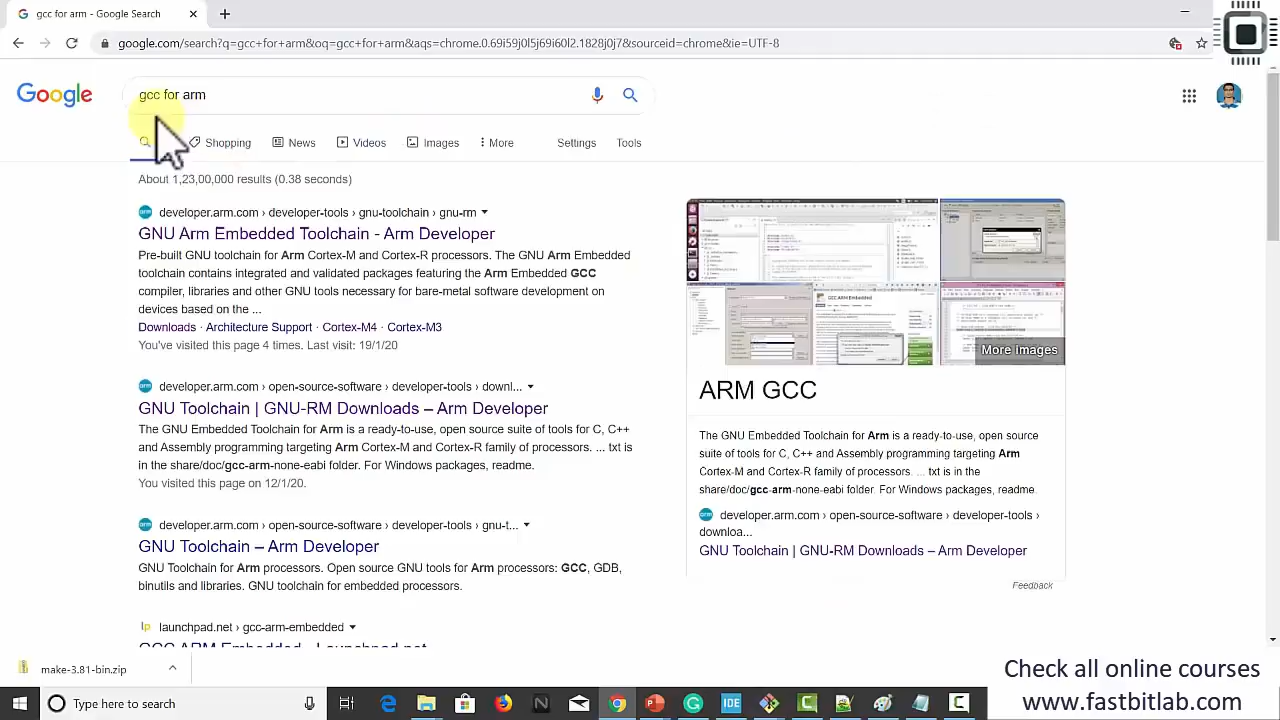 gcc for arm - Google Search
google.com/search?q=gcc+for+arm&oq=gcc+for+arm&aqs=chrome.0.69
828j0j7&sourceid=chrome&ie=UTF-8
Google
gcc for arm
Shopping
News
Videos
Images
More
Settings
Tools
About 1,23,00,000 results (0.38 seconds)
GNU Arm Embedded Toolchain - Arm Developer
Pre-built GNU toolchain for Arm Cortex-M and Cortex-R processors. The GNU Arm Embedded
toolchain contains integrated and validated packages featuring the Arm Embedded GCC
compiler, libraries and other GNU tools necessary for bare-metal software development on
devices based on the ...
Downloads · Architecture Support · Cortex-M4 ·
You visited this page 4 times. Last visit: 19/1/20
developer.arm.com › open-source-software › developer-tools › downl...
GNU Toolchain | GNU-RM Downloads – Arm Developer
The GNU Embedded Toolchain for Arm is a ready-to-use, open source suite of tools for C, C++
and Assembly programming targeting Arm Cortex-M and Cortex-R family of processors. ... txt is
in the share/doc/gcc-arm-none-eabi folder. For Windows packages, readme.
You visited this page on 12/1/20.
developer.arm.com › open-source-software › developer-tools › gnu-t...
GNU Toolchain – Arm Developer
GNU Toolchain for Arm processors. Open source GNU tools for Arm processors: GCC, GDB,
binutils and libraries. GNU toolchain for embedded processors.
lp launchpad.net › gcc-arm-embedded
GCC ARM Embedded - Launchpad.net
More images
ARM GCC
The GNU Embedded Toolchain for Arm is a ready-to-use, open source
suite of tools for C, C++ and Assembly programming targeting Arm
Cortex-M and Cortex-R family of processors. ... txt is in the
share/doc/gcc-arm-none-eabi folder. For Windows packages, readme.
developer.arm.com › open-source-software › developer-tools ›
downloa...
GNU Toolchain | GNU-RM Downloads – Arm Developer
Feedback
make-3.81-bin.zip
Type here to search
IDE
Check all online courses
www.fastbitlab.com